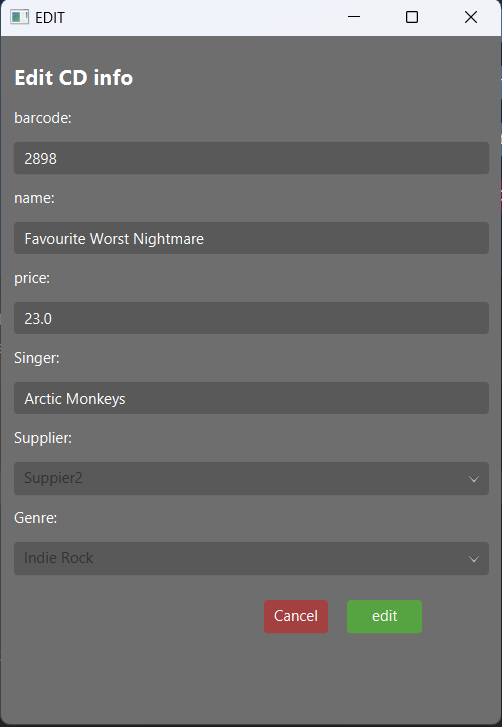 EDIT
Edit CD info
barcode:
2898
name:
Favourite Worst Nightmare
price:
23.0
Singer:
Arctic Monkeys
Supplier:
Suppier2
Genre:
Indie Rock
Cancel edit